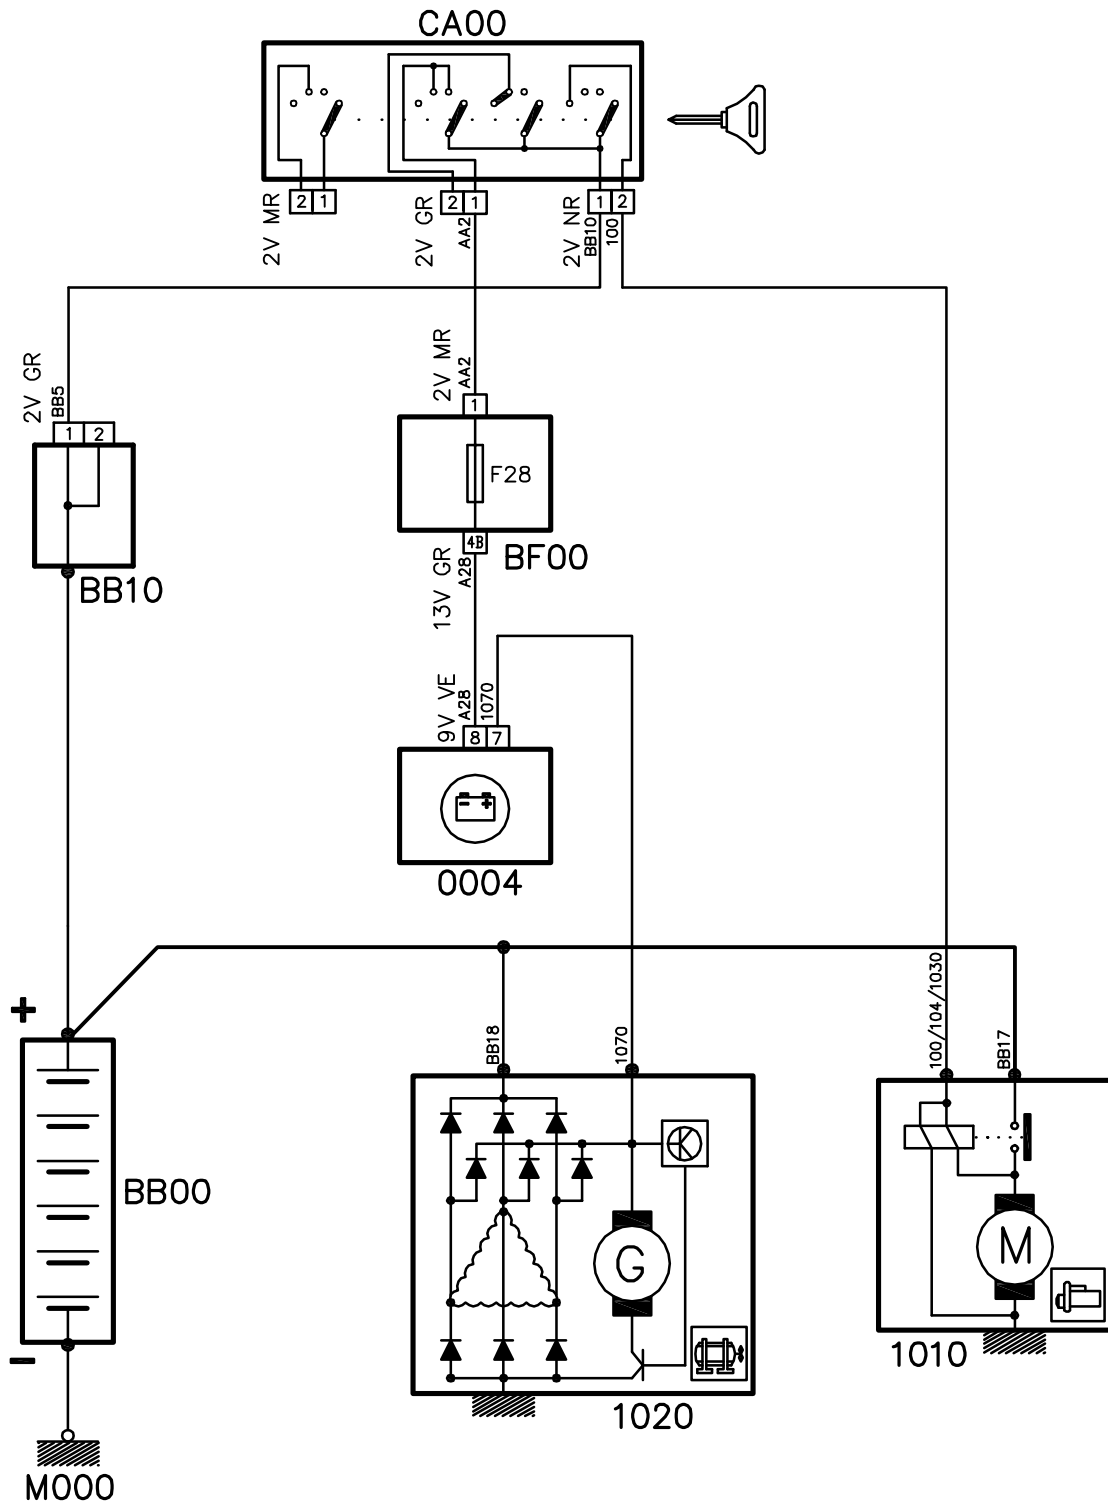 CA00
2 1
2 1
1 2
2V MR
2V GR
AA2
2V NR
BB10
100
2V GR
BB5
1 2
BB10
2V MR
AA2
1
F28
4B
BF00
13V GR
A28
9V VE
A28
1070
8 7
- +
0004
+
BB00
-
M000
BB18
1070
G
1020
100/104/1030
BB17
M
1010